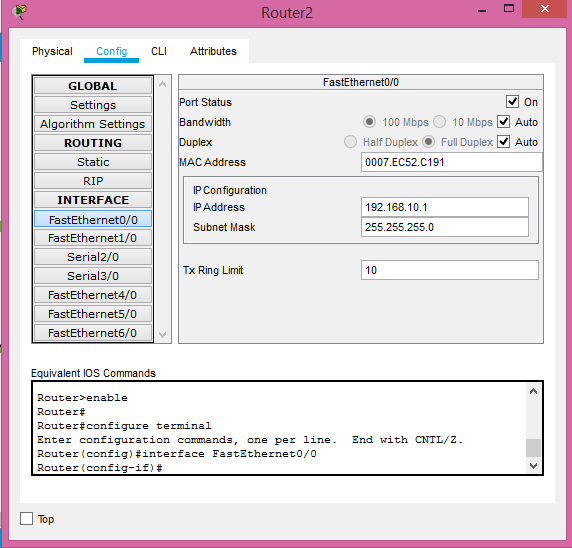 Router2
Physical Config CLI Attributes
GLOBAL
Settings
Algorithm Settings
ROUTING
Static
RIP
INTERFACE
FastEthernet0/0
FastEthernet1/0
Serial2/0
Serial3/0
FastEthernet4/0
FastEthernet5/0
FastEthernet6/0
FastEthernet0/0
Port Status On
Bandwidth 100 Mbps 10 Mbps Auto
Duplex Half Duplex Full Duplex Auto
MAC Address 0007.EC52.C191
IP Configuration
IP Address 192.168.10.1
Subnet Mask 255.255.255.0
Tx Ring Limit 10
Equivalent IOS Commands
Router>enable
Router#
Router#configure terminal
Enter configuration commands, one per line. End with CNTL/Z.
Router(config)#interface FastEthernet0/0
Router(config-if)#
Top